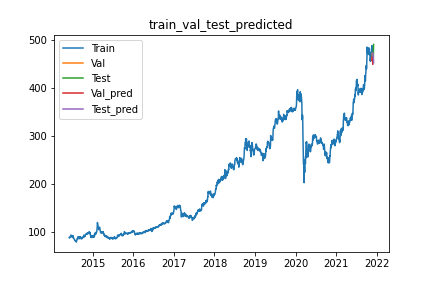 train_val_test_predicted
500
400
300
200
100
Train
Val
Test
Val_pred
Test_pred
2015 2016 2017 2018 2019 2020 2021 2022